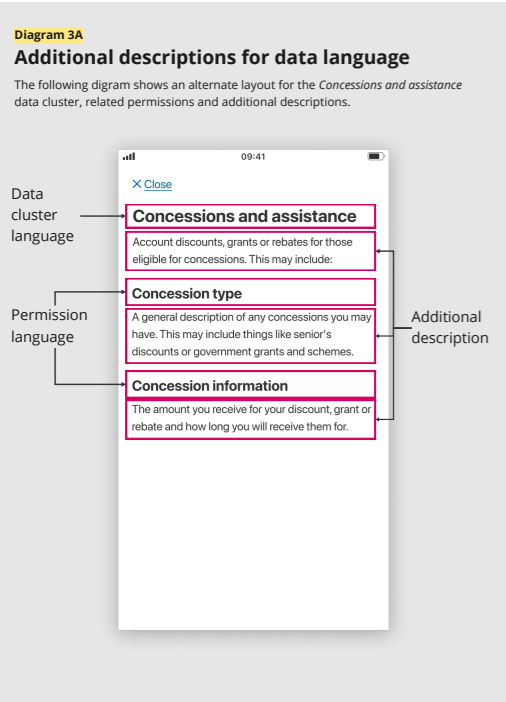 Diagram 3A
Additional descriptions for data language
The following digram shows an alternate layout for the Concessions and assistance
data cluster, related permissions and additional descriptions.
09:41
Close
Data
cluster
language
Concessions and assistance
Account discounts, grants or rebates for those
eligible for concessions. This may include:
Permission
language
Concession type
A general description of any concessions you may
have. This may include things like senior's
discounts or government grants and schemes.
Additional
description
Concession information
The amount you receive for your discount, grant or
rebate and how long you will receive them for.